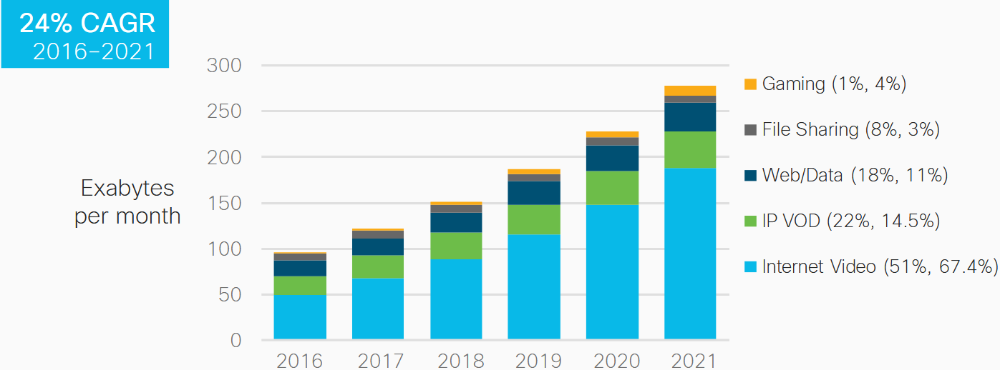 24% CAGR
2016–2021
Exabytes
per month
300
250
200
150
100
50
0
2016
2017
2018
2019
2020
2021
Gaming (1%, 4%)
File Sharing (8%, 3%)
Web/Data (18%, 11%)
IP VOD (22%, 14.5%)
Internet Video (51%, 67.4%)